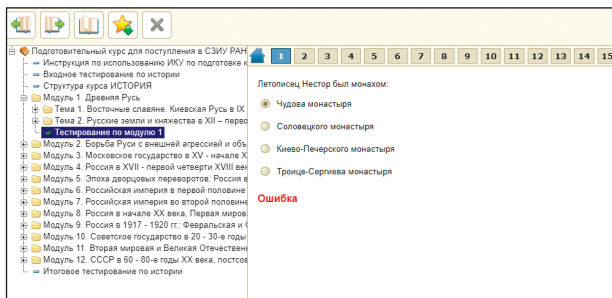 Подготовительный курс для поступления в СЗИУ РАН
Инструкция по использованию ИКУ по подготовке к
Входное тестирование по истории
Структура курса ИСТОРИЯ
Модуль 1. Древняя Русь
Тема 1. Восточные славяне. Киевская Русь в IX
Тема 2. Русские земли и княжества в XII – перво
Тестирование по модулю 1
Модуль 2. Борьба Руси с внешней агрессией и объ
Модуль 3. Московское государство в XV - начале X
Модуль 4. Россия в XVII - первой четверти XVIII ве
Модуль 5. Эпоха дворцовых переворотов; Россия в
Модуль 6. Российская империя в первой половине
Модуль 7. Российская империя во второй половине
Модуль 8. Россия в начале XX века, Первая миров
Модуль 9. Россия в 1917 - 1920 гг.: Февральская и
Модуль 10. Советское государство в 20 - 30-е годы
Модуль 11. Вторая мировая и Великая Отечествен
Модуль 12. СССР в 60 - 80-е годы XX века, постсов
Итоговое тестирование по истории
1 2 3 4 5 6 7 8 9 10 11 12 13 14 15
Летописец Нестор был монахом:
Чудова монастыря
Соловецкого монастыря
Киево-Печерского монастыря
Троице-Сергиева монастыря
Ошибка